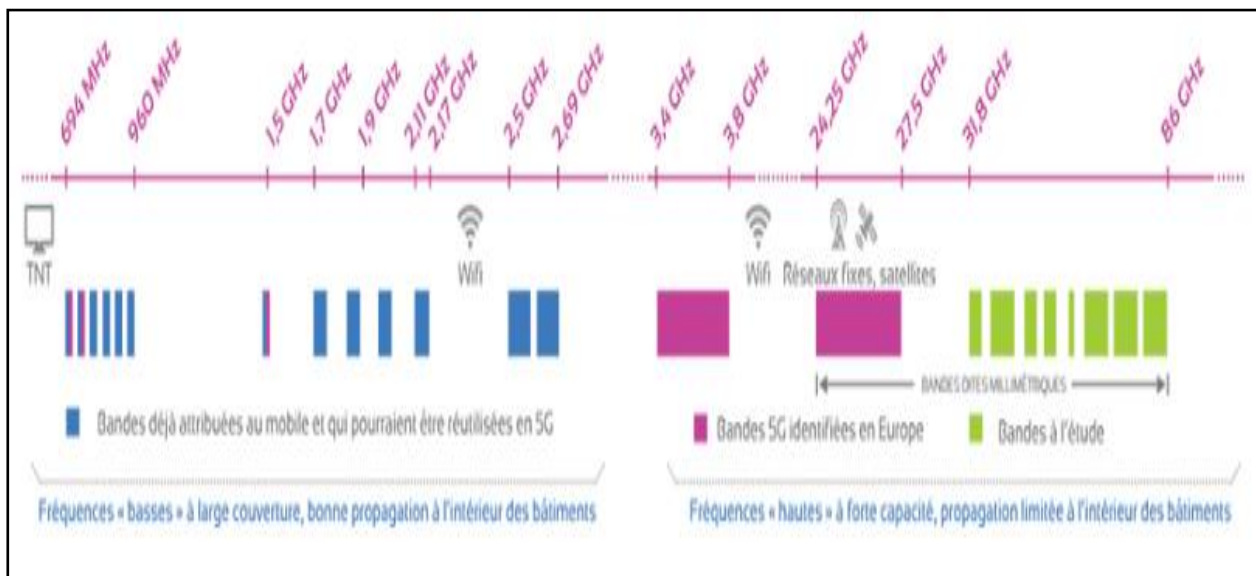 694 MHz
960 MHz
1,5 GHz
1,7 GHz
1,9 GHz
2,11 GHz
2,17 GHz
2,5 GHz
2,69 GHz
3,4 GHz
3,8 GHz
24,25 GHz
27,5 GHz
31,8 GHz
86 GHz
TNT
Wifi
Wifi
Réseaux fixes, satellites
BANDES DITES MILLIMÉTRIQUES
Bandes déjà attribuées au mobile et qui pourraient être réutilisées en 5G
Bandes 5G identifiées en Europe
Bandes à l'étude
Fréquences « basses » à large couverture, bonne propagation à l'intérieur des bâtiments
Fréquences « hautes » à forte capacité, propagation limitée à l'intérieur des bâtiments